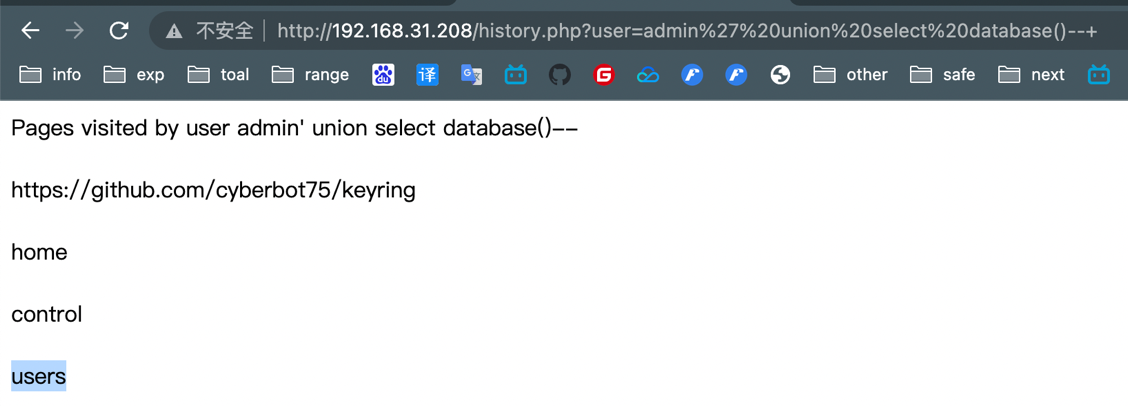 不安全 | http://192.168.31.208/history.php?user=admin%27%20union%20select%20database()--+
info exp toal range du 译 G other safe next
Pages visited by user admin' union select database()--
https://github.com/cyberbot75/keyring
home
control
users